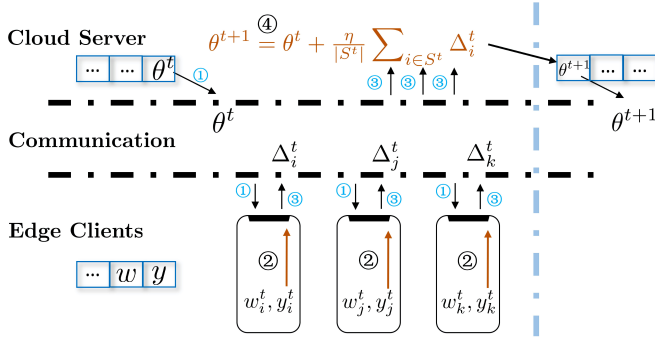 Cloud Server
④
θ^{t+1} = θ^t + \frac{η}{|S^t|} ∑_{i∈S^t} Δ_i^t
... ... θ^t
①
③ ③ ③
θ^{t+1} ... ...
θ^t
θ^{t+1}
Communication
Δ_i^t Δ_j^t Δ_k^t
① ③ ① ③ ① ③
Edge Clients
② ② ②
... w y
w_i^t, y_i^t w_j^t, y_j^t w_k^t, y_k^t